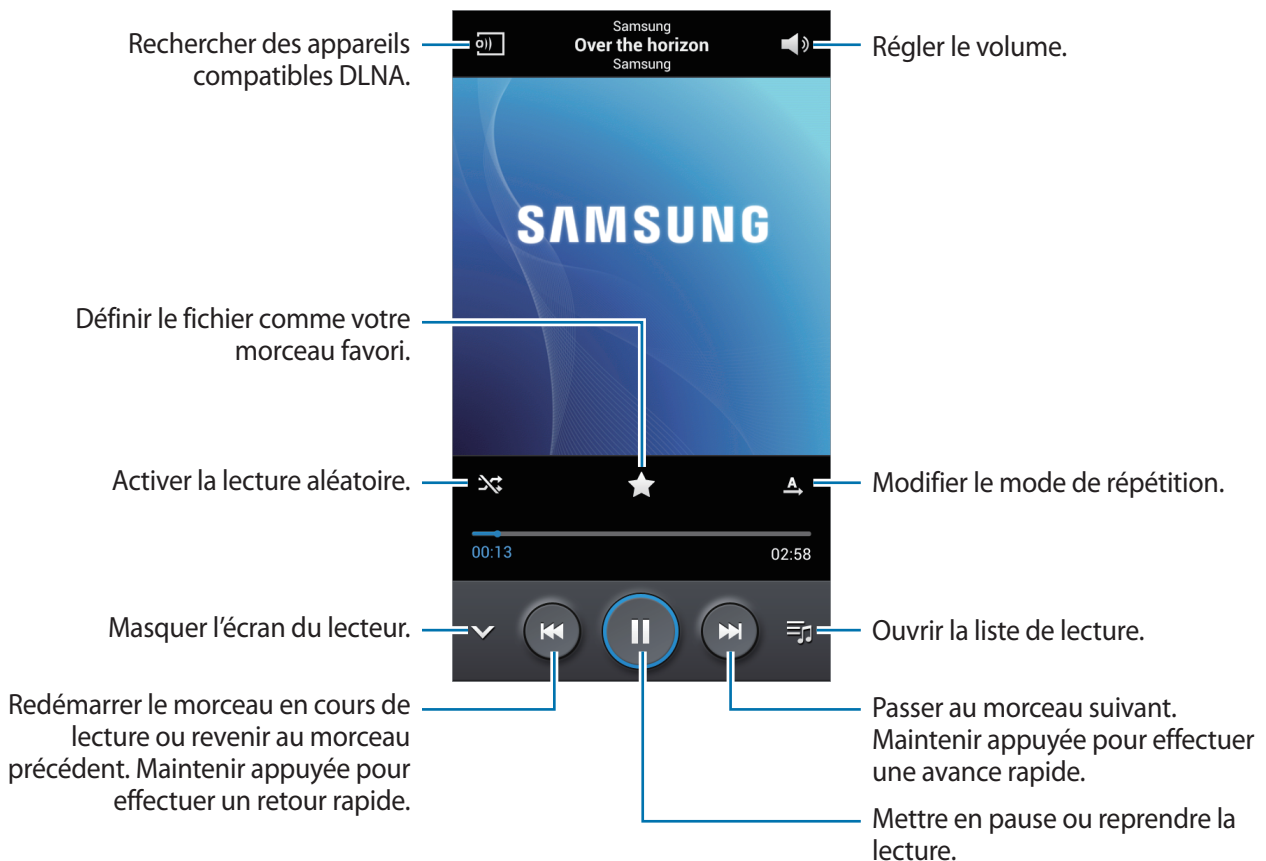 Rechercher des appareils
compatibles DLNA.
Samsung
Over the horizon
Samsung
Régler le volume.
SAMSUNG
Définir le fichier comme votre
morceau favori.
Activer la lecture aléatoire.
A
Modifier le mode de répétition.
00:13
02:58
Masquer l’écran du lecteur.
Ouvrir la liste de lecture.
Redémarrer le morceau en cours de
lecture ou revenir au morceau
précédent. Maintenir appuyée pour
effectuer un retour rapide.
Passer au morceau suivant.
Maintenir appuyée pour effectuer
une avance rapide.
Mettre en pause ou reprendre la
lecture.